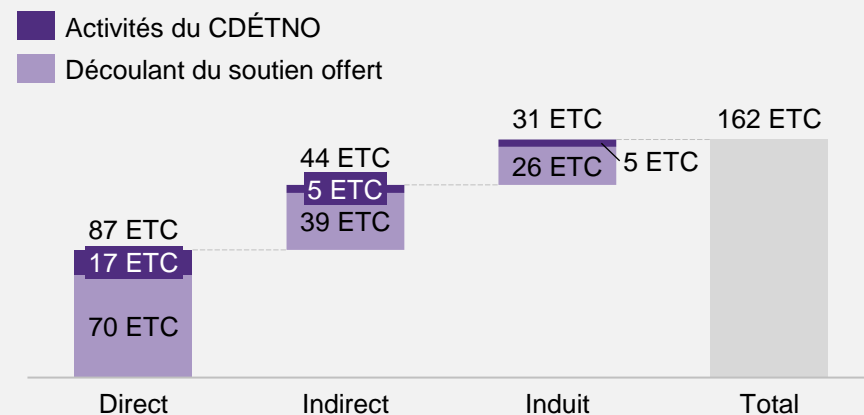 Activités du CDÉTNO
Découlant du soutien offert
87 ETC
17 ETC
70 ETC
44 ETC
5 ETC
39 ETC
31 ETC
5 ETC
26 ETC
162 ETC
Direct
Indirect
Induit
Total